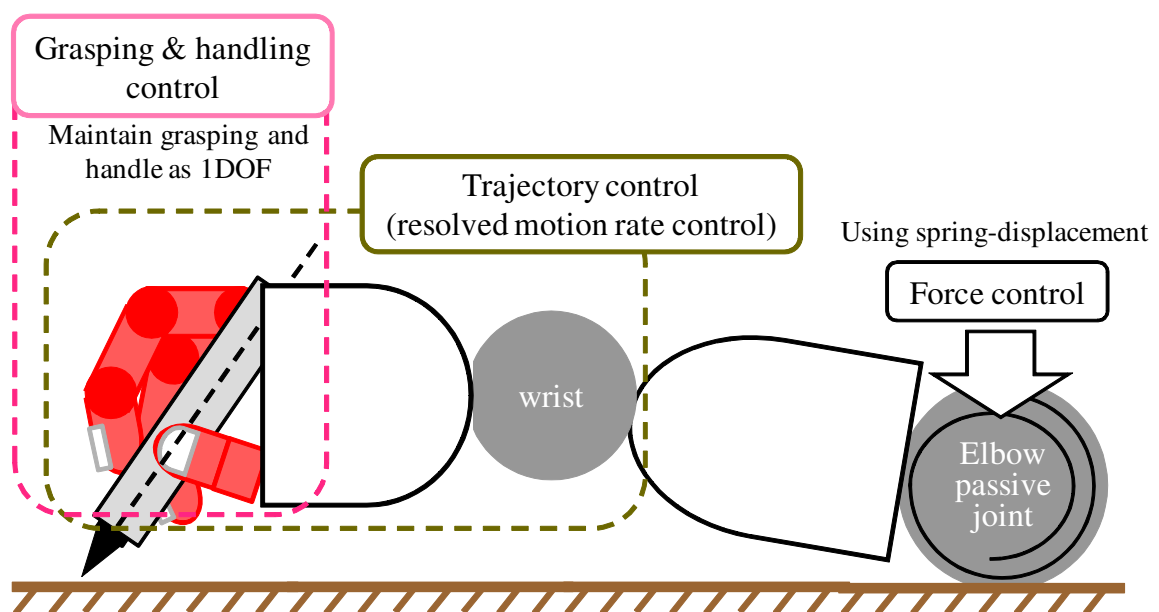 Grasping & handling
control
Maintain grasping and
handle as 1DOF
Trajectory control
(resolved motion rate control)
Using spring-displacement
Force control
wrist
Elbow
passive
joint